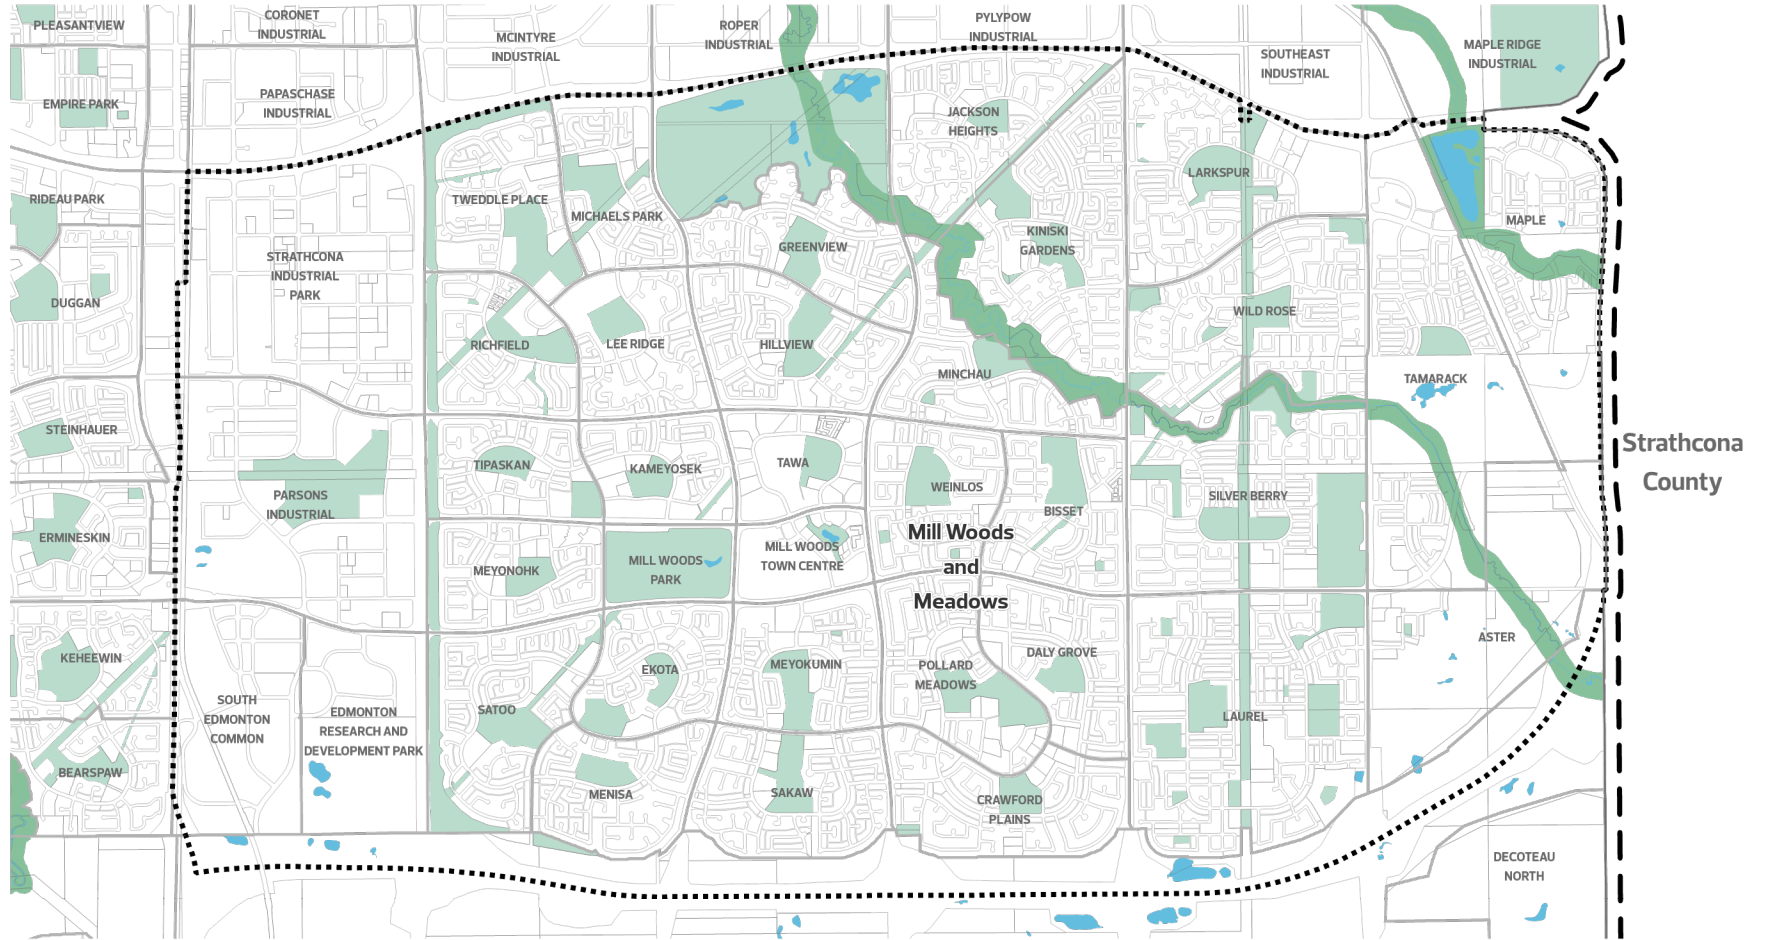 PLEASANTVIEW
CORONET
INDUSTRIAL
MCINTYRE
INDUSTRIAL
ROPER
INDUSTRIAL
PYLYPOW
INDUSTRIAL
SOUTHEAST
INDUSTRIAL
MAPLE RIDGE
INDUSTRIAL
EMPIRE PARK
PAPASCHASE
INDUSTRIAL
JACKSON
HEIGHTS
LARKSPUR
RIDEAU PARK
TWEDDLE PLACE
MICHAELS PARK
GREENVIEW
KINISKI
GARDENS
MAPLE
STRATHCONA
INDUSTRIAL
PARK
DUGGAN
WILD ROSE
RICHFIELD
LEE RIDGE
HILLVIEW
MINCHAU
TAMARACK
STEINHAUER
Strathcona
County
TIPASKAN
KAMEYOSEK
TAWA
WEINLOS
BISSET
SILVER BERRY
PARSONS
INDUSTRIAL
ERMINESKIN
Mill Woods
and
Meadows
MEYONOHK
MILL WOODS
PARK
MILL WOODS
TOWN CENTRE
ASTER
KEHEEWIN
EKOTA
MEYOKUMIN
POLLARD
MEADOWS
DALY GROVE
SOUTH
EDMONTON
COMMON
EDMONTON
RESEARCH AND
DEVELOPMENT PARK
SATOO
LAUREL
BEARSPAW
MENISA
SAKAW
CRAWFORD
PLAINS
DECOTEAU
NORTH